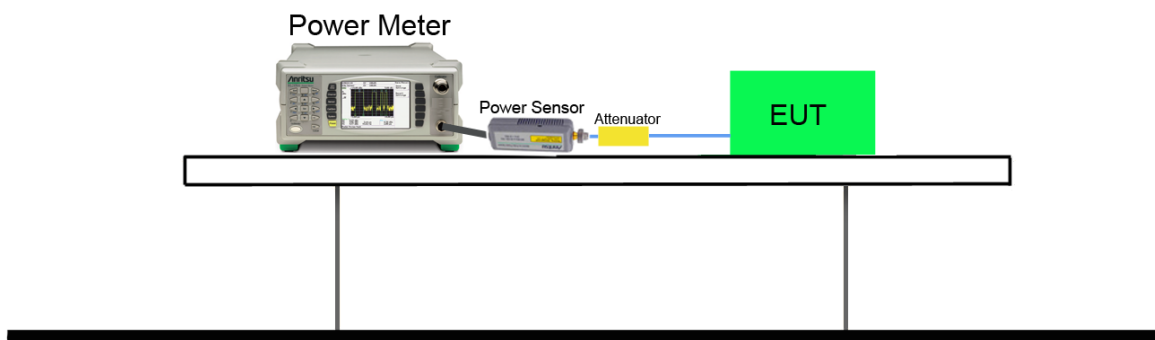 Power Meter
Anritsu
Power Sensor
Attenuator
EUT